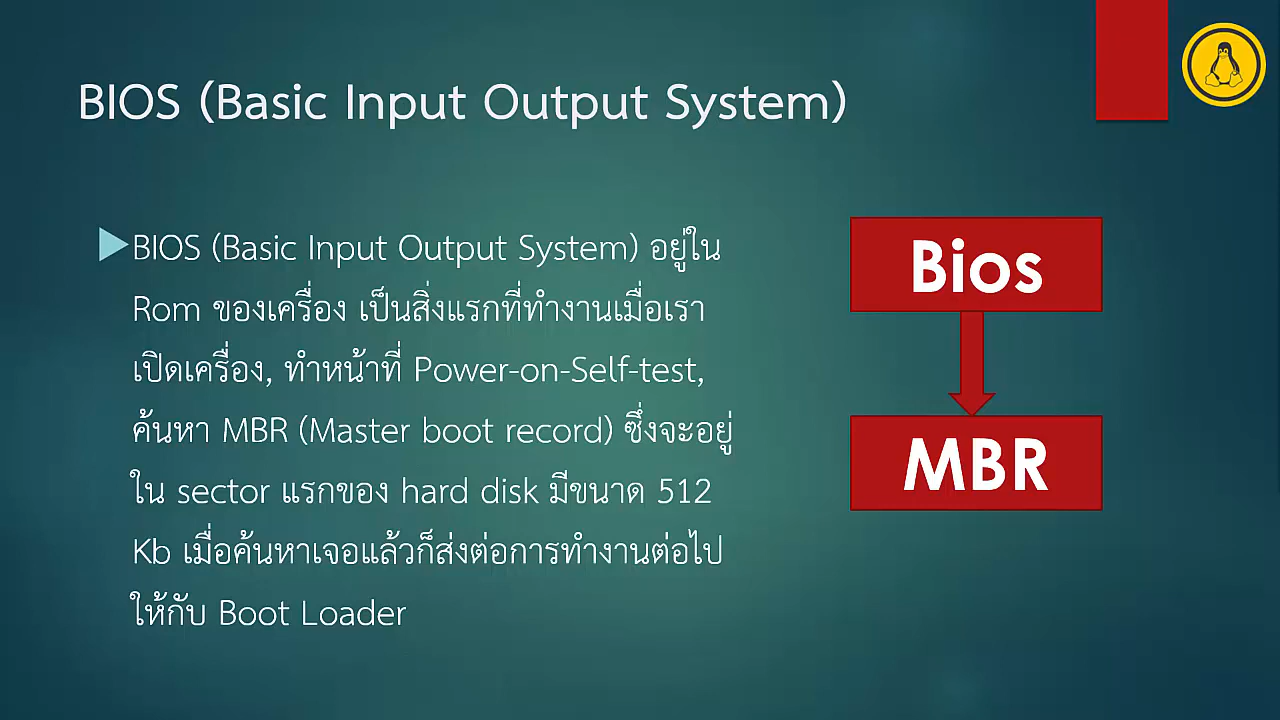 BIOS (Basic Input Output System)
BIOS (Basic Input Output System) อยู่ใน
Rom ของเครื่อง เป็นสิ่งแรกที่ทำงานเมื่อเรา
เปิดเครื่อง, ทำหน้าที่ Power-on-Self-test,
ค้นหา MBR (Master boot record) ซึ่งจะอยู่
ใน sector แรกของ hard disk มีขนาด 512
Kb เมื่อค้นหาเจอแล้วก็ส่งต่อการทำงานต่อไป
ให้กับ Boot Loader
Bios
MBR